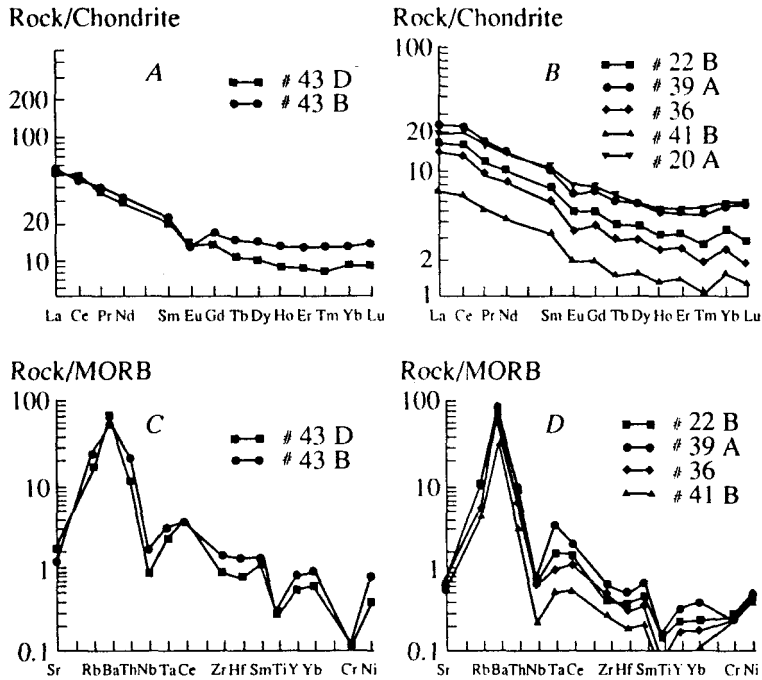 Rock/Chondrite
A
# 43 D
# 43 B
200
100
20
10
La Ce Pr Nd Sm Eu Gd Tb Dy Ho Er Tm Yb Lu
Rock/Chondrite
B
# 22 B
# 39 A
# 36
# 41 B
# 20 A
100
20
10
2
1
La Ce Pr Nd Sm Eu Gd Tb Dy Ho Er Tm Yb Lu
Rock/MORB
C
# 43 D
# 43 B
100
10
1.0
0.1
Sr Rb Ba Th Nb Ta Ce Zr Hf Sm Ti Y Yb Cr Ni
Rock/MORB
D
# 22 B
# 39 A
# 36
# 41 B
100
10
1.0
0.1
Sr Rb Ba Th Nb Ta Ce Zr Hf Sm Ti Y Yb Cr Ni